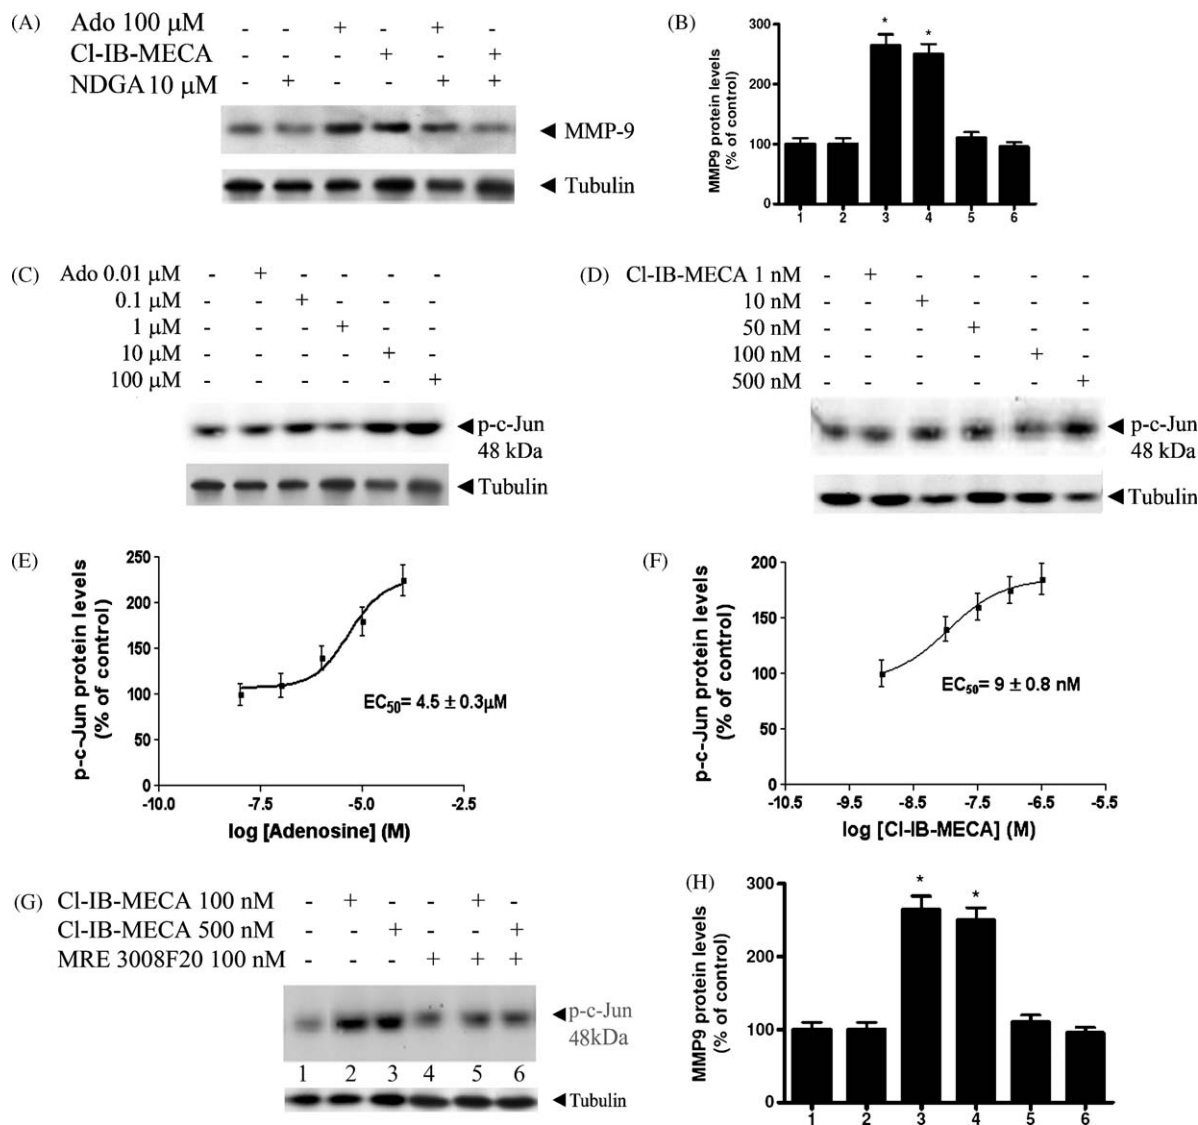 (A)
Ado 100 µM - - + - + -
Cl-IB-MECA - - - + - +
NDGA 10 µM - + - - + +
MMP-9
Tubulin
(B)
MMP9 protein levels
(% of control)
300
200
100
0
* *
1 2 3 4 5 6
(C)
Ado 0.01 µM - + - - - -
0.1 µM - - + - - -
1 µM - - - + - -
10 µM - - - - + -
100 µM - - - - - +
p-c-Jun
48 kDa
Tubulin
(D)
Cl-IB-MECA 1 nM - + - - - -
10 nM - - + - - -
50 nM - - - + - -
100 nM - - - - + -
500 nM - - - - - +
p-c-Jun
48 kDa
Tubulin
(E)
p-c-Jun protein levels
(% of control)
250
200
150
100
50
0
EC50= 4.5 ± 0.3µM
-10.0 -7.5 -5.0 -2.5
log [Adenosine] (M)
(F)
p-c-Jun protein levels
(% of control)
200
150
100
50
0
EC50= 9 ± 0.8 nM
-10.5 -9.5 -8.5 -7.5 -6.5 -5.5
log [Cl-IB-MECA] (M)
(G)
Cl-IB-MECA 100 nM - + - - + -
Cl-IB-MECA 500 nM - - + - - +
MRE 3008F20 100 nM - - - + + +
p-c-Jun
48kDa
1 2 3 4 5 6
Tubulin
(H)
MMP9 protein levels
(% of control)
300
200
100
0
* *
1 2 3 4 5 6